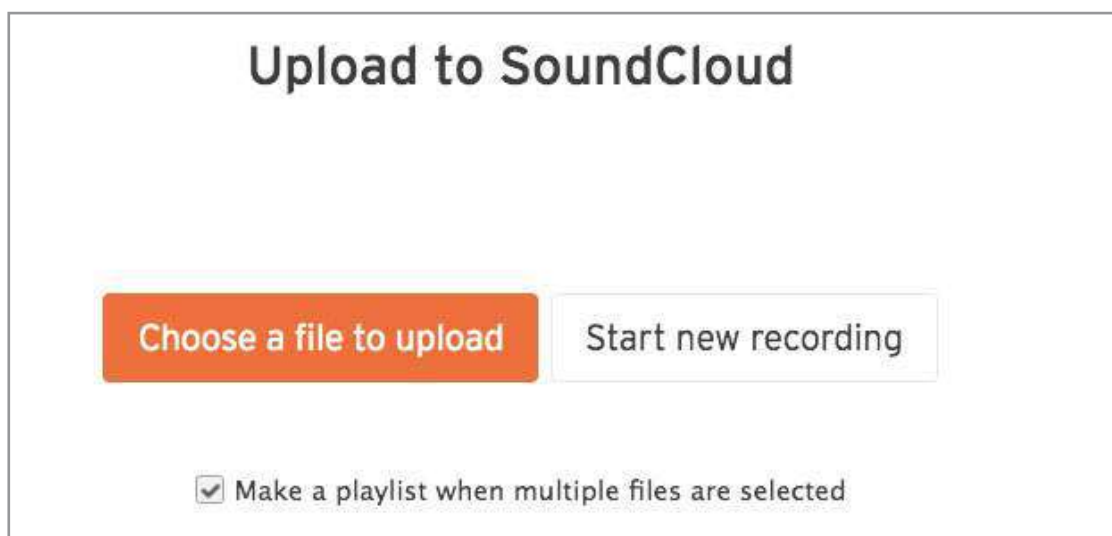 Upload to SoundCloud
Choose a file to upload
Start new recording
Make a playlist when multiple files are selected